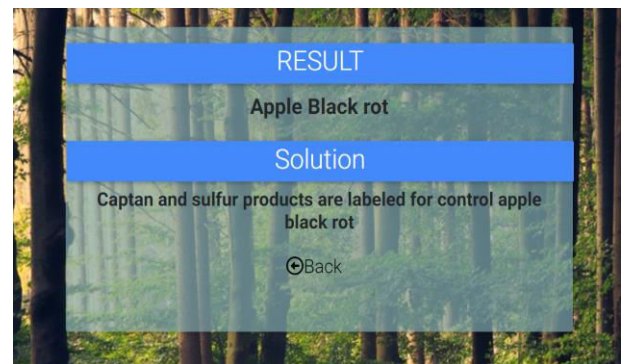 RESULT
Apple Black rot
Solution
Captan and sulfur products are labeled for control apple
black rot
Back